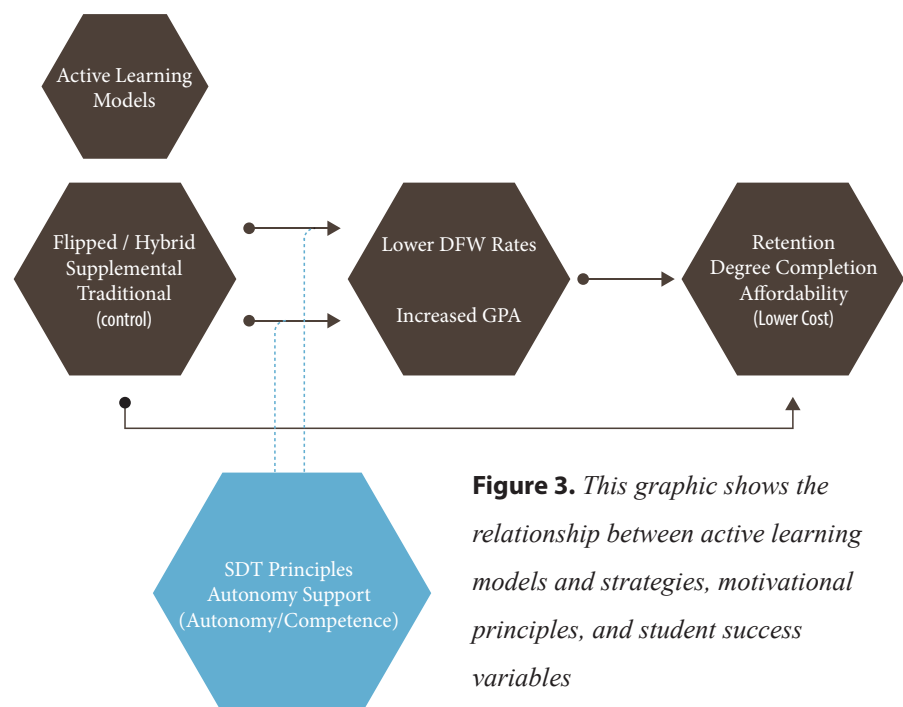 Active Learning
Models
Flipped / Hybrid
Supplemental
Traditional
(control)
Lower DFW Rates
Increased GPA
Retention
Degree Completion
Affordability
(Lower Cost)
SDT Principles
Autonomy Support
(Autonomy/Competence)
Figure 3. This graphic shows the
relationship between active learning
models and strategies, motivational
principles, and student success
variables